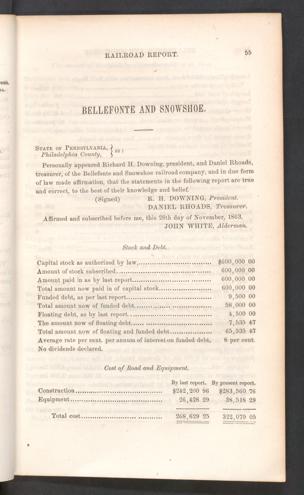 RAILROAD REPORT. 55
BELLEFONTE AND SNOWSHOE.
STATE OF PENNSYLVANIA, } ss :
Philadelphia County, }
Personally appeared Richard H. Downing, president, and Daniel Rhoads,
treasurer, of the Bellefonte and Snowshoe railroad company, and in due form
of law made affirmation, that the statements in the following report are true
and correct, to the best of their knowledge and belief.
(Signed) R. H. DOWNING, President.
DANIEL RHOADS, Treasurer.
Affirmed and subscribed before me, this 28th day of November, 1863.
JOHN WHITE, Alderman.
Stock and Debt.
Capital stock as authorized by law, $600,000 00
Amount of stock subscribed 600,000 00
Amount paid in as by last report 600,000 00
Total amount now paid in of capital stock 600,000 00
Funded debt, as per last report 9,500 00
Total amount now of funded debt 38,000 00
Floating debt, as by last report 4,500 00
The amount now of floating debt 7,535 47
Total amount now of floating and funded debt 45,535 47
Average rate per cent. per annum of interest on funded debt, 8 per cent.
No dividends declared.
Cost of Road and Equipment.
By last report. By present report.
Construction $242,200 96 $283,560 76
Equipment 26,428 29 38,518 29
Total cost 268,629 25 322,079 05